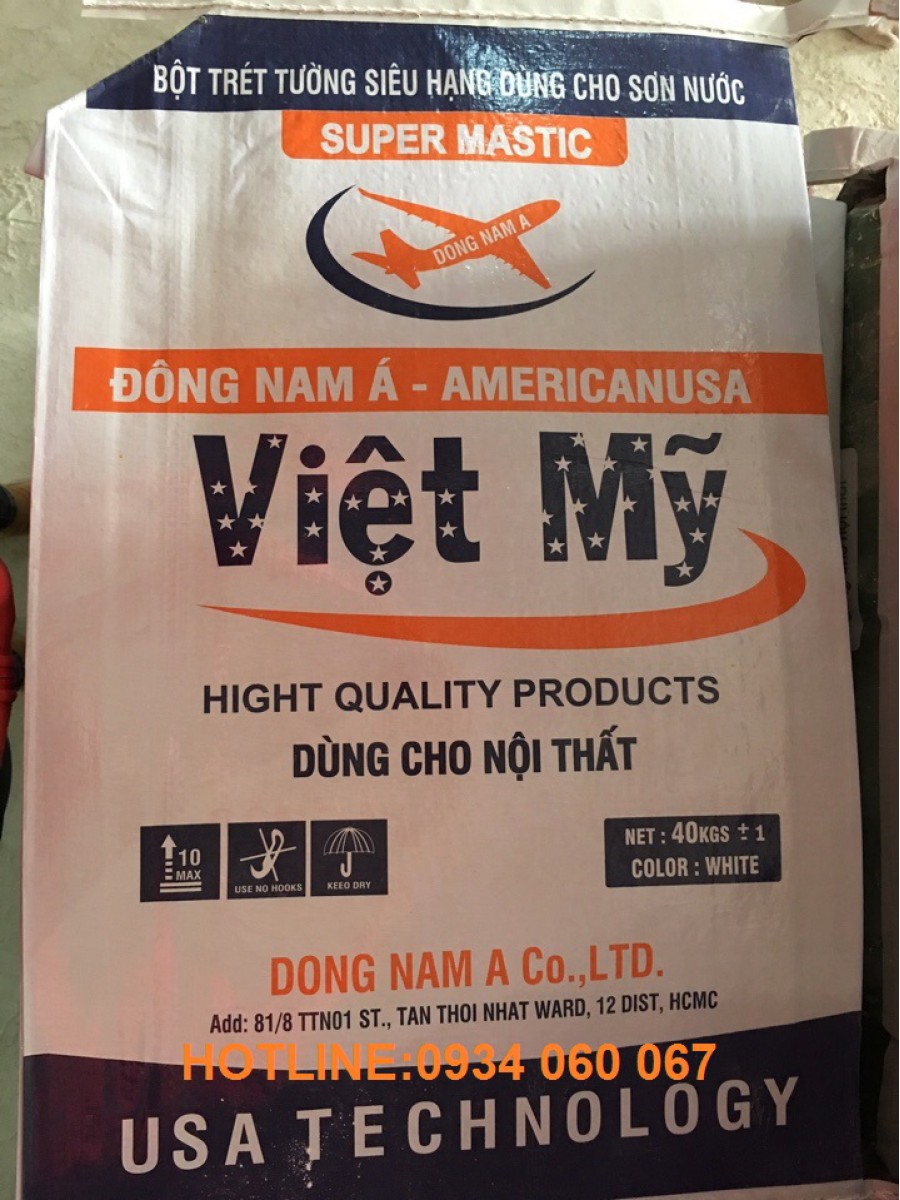 BỘT TRÉT TƯỜNG SIÊU HẠNG DÙNG CHO SƠN NƯỚC
SUPER MASTIC
DONG NAM A
ĐÔNG NAM Á - AMERICANUSA
Việt Mỹ
HIGHT QUALITY PRODUCTS
DÙNG CHO NỘI THẤT
10
MAX
USE NO HOOKS
KEEO DRY
NET : 40KGS ± 1
COLOR : WHITE
DONG NAM A Co.,LTD.
Add: 81/8 TTN01 ST., TAN THOI NHAT WARD, 12 DIST, HCMC
HOTLINE:0934 060 067
USA TECHNOLOGY